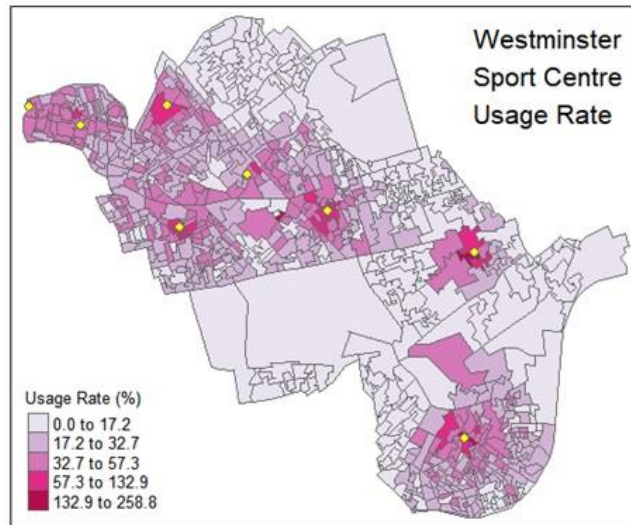 Westminster
Sport Centre
Usage Rate
Usage Rate (%)
0.0 to 17.2
17.2 to 32.7
32.7 to 57.3
57.3 to 132.9
132.9 to 258.8